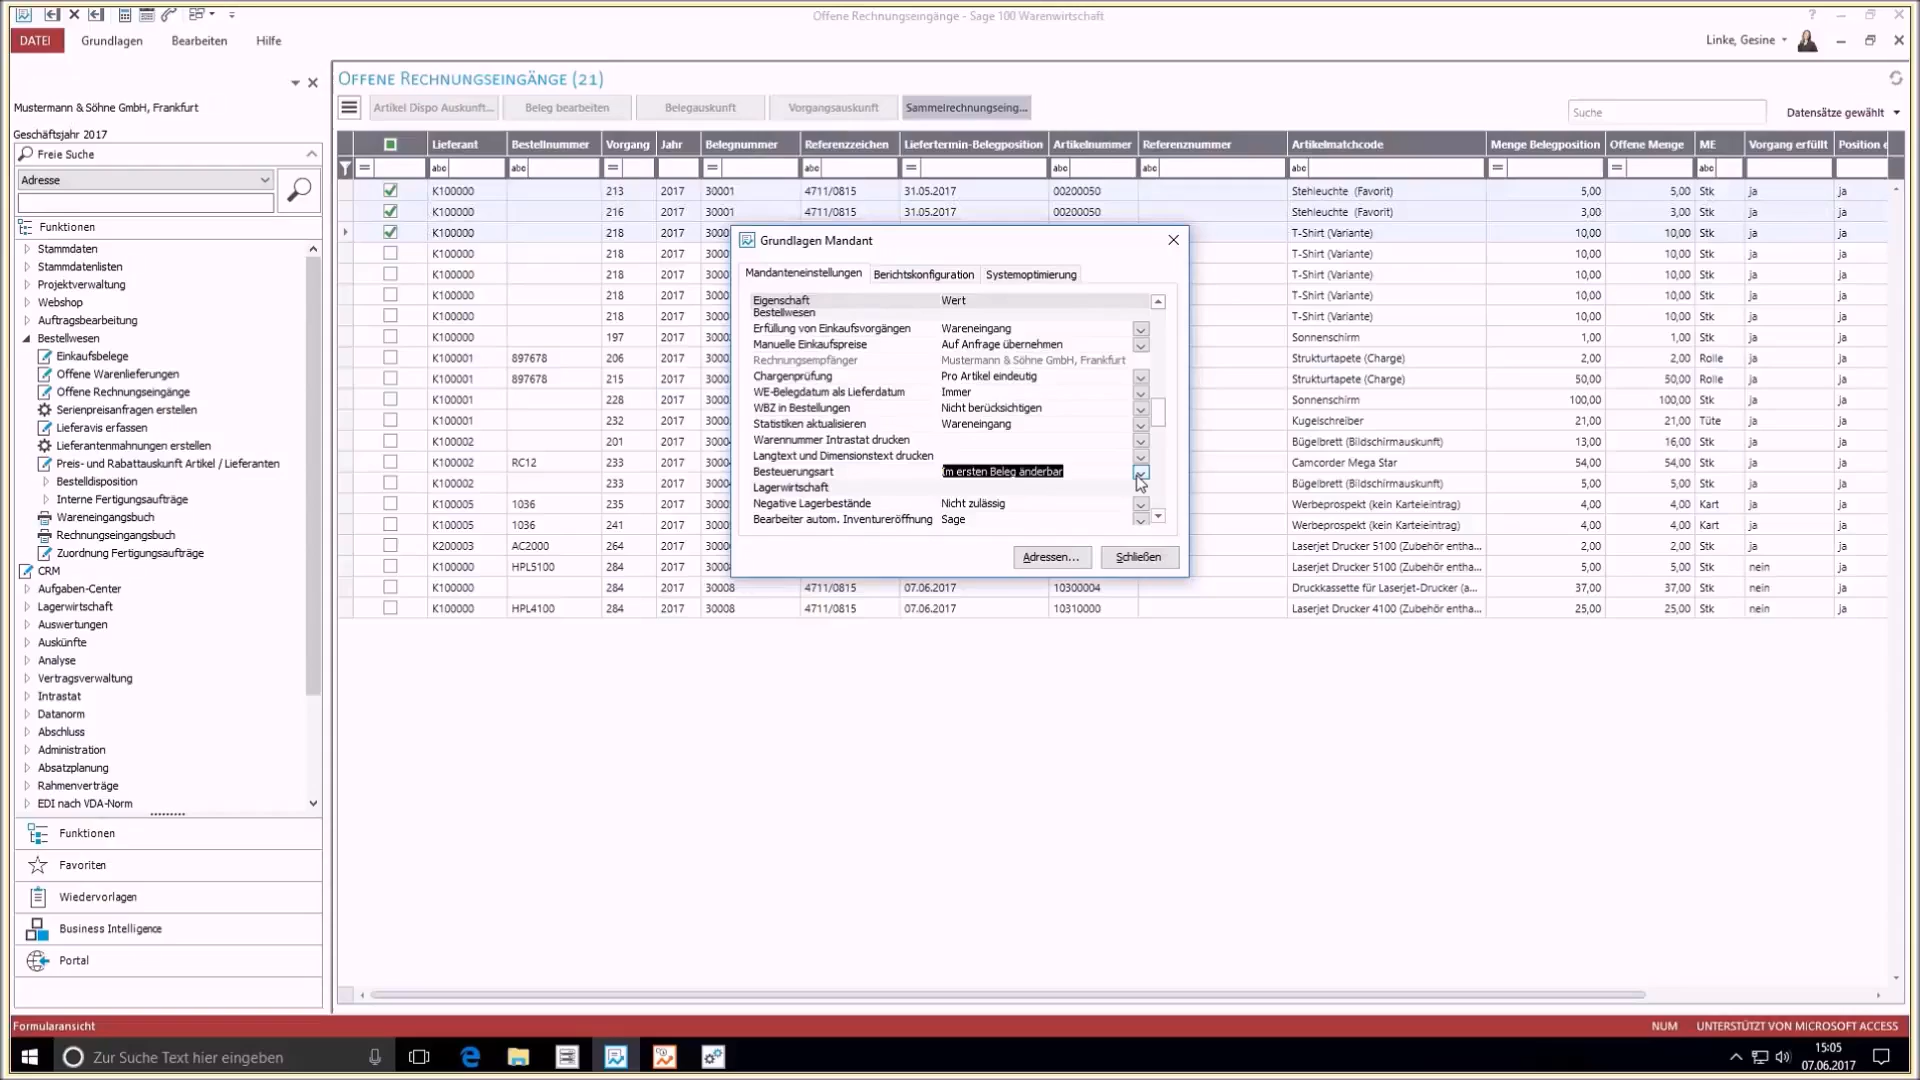 Offene Rechnungseingänge - Sage 100 Warenwirtschaft
DATEI Grundlagen Bearbeiten Hilfe
Linke, Gesine
Mustermann & Söhne GmbH, Frankfurt
Geschäftsjahr 2017
Freie Suche
Adresse
Funktionen
Stammdaten
Stammdatenlisten
Projektverwaltung
Webshop
Auftragsbearbeitung
Bestellwesen
Einkaufsbelege
Offene Warenlieferungen
Offene Rechnungseingänge
Serienpreisanfragen erstellen
Lieferavis erfassen
Lieferantenmahnungen erstellen
Preis- und Rabattauskunft Artikel / Lieferanten
Bestelldisposition
Interne Fertigungsaufträge
Wareneingangsbuch
Rechnungseingangsbuch
Zuordnung Fertigungsaufträge
CRM
Aufgaben-Center
Lagerwirtschaft
Auswertungen
Auskünfte
Analyse
Vertragsverwaltung
Intrastat
Datanorm
Abschluss
Administration
Absatzplanung
Rahmenverträge
EDI nach VDA-Norm
Funktionen
Favoriten
Wiedervorlagen
Business Intelligence
Portal
OFFENE RECHNUNGSEINGÄNGE (21)
Artikel Dispo Auskunft... Beleg bearbeiten Belegauskunft Vorgangsauskunft Sammelrechnungseing...
Suche Datensätze gewählt
Lieferant Bestellnummer Vorgang Jahr Belegnummer Referenzzeichen Liefertermin-Belegposition Artikelnummer Referenznummer Artikelmatchcode Menge Belegposition Offene Menge ME Vorgang erfüllt Position e
= abc abc = = abc = abc abc abc = = abc
K100000 213 2017 30001 4711/0815 31.05.2017 00200050 Stehleuchte (Favorit) 5,00 5,00 Stk ja ja
K100000 216 2017 30001 4711/0815 31.05.2017 00200050 Stehleuchte (Favorit) 3,00 3,00 Stk ja ja
K100000 218 2017 3000 T-Shirt (Variante) 10,00 10,00 Stk ja ja
K100000 218 2017 3000 T-Shirt (Variante) 10,00 10,00 Stk ja ja
K100000 218 2017 3000 T-Shirt (Variante) 10,00 10,00 Stk ja ja
K100000 218 2017 3000 T-Shirt (Variante) 10,00 10,00 Stk ja ja
K100000 218 2017 3000 T-Shirt (Variante) 10,00 10,00 Stk ja ja
K100000 197 2017 3000 Sonnenschirm 1,00 1,00 Stk ja ja
K100001 897678 206 2017 3000 Strukturtapete (Charge) 2,00 2,00 Rolle ja ja
K100001 897678 215 2017 3000 Strukturtapete (Charge) 50,00 50,00 Rolle ja ja
K100001 228 2017 3000 Sonnenschirm 100,00 100,00 Stk ja ja
K100001 232 2017 3000 Kugelschreiber 21,00 21,00 Tüte ja ja
K100002 201 2017 3000 Bügelbrett (Bildschirmauskunft) 13,00 16,00 Stk ja ja
K100002 RC12 233 2017 3000 Camcorder Mega Star 54,00 54,00 Stk ja ja
K100002 233 2017 3000 Bügelbrett (Bildschirmauskunft) 5,00 5,00 Stk ja ja
K100005 1036 235 2017 3000 Werbeprospekt (kein Karteieintrag) 4,00 4,00 Kart ja ja
K100005 1036 241 2017 3000 Werbeprospekt (kein Karteieintrag) 4,00 4,00 Kart ja ja
K200003 AC2000 264 2017 3000 Laserjet Drucker 5100 (Zubehör entha... 2,00 2,00 Stk ja ja
K100000 HPL5100 284 2017 3000 Laserjet Drucker 5100 (Zubehör entha... 5,00 5,00 Stk nein ja
K100000 284 2017 30008 4711/0815 07.06.2017 10300004 Druckkassette für Laserjet-Drucker (a... 37,00 37,00 Stk nein ja
K100000 HPL4100 284 2017 30008 4711/0815 07.06.2017 10310000 Laserjet Drucker 4100 (Zubehör entha... 25,00 25,00 Stk nein ja
Grundlagen Mandant
Mandanteneinstellungen Berichtskonfiguration Systemoptimierung
Eigenschaft Wert
Bestellwesen
Erfüllung von Einkaufsvorgängen Wareneingang
Manuelle Einkaufspreise Auf Anfrage übernehmen
Rechnungsempfänger Mustermann & Söhne GmbH, Frankfurt
Chargenprüfung Pro Artikel eindeutig
WE-Belegdatum als Lieferdatum Immer
WBZ in Bestellungen Nicht berücksichtigen
Statistiken aktualisieren Wareneingang
Warennummer Intrastat drucken
Langtext und Dimensionstext drucken
Besteuerungsart Im ersten Beleg änderbar
Lagerwirtschaft
Negative Lagerbestände Nicht zulässig
Bearbeiter autom. Inventureröffnung Sage
Adressen... Schließen
Formularansicht
NUM UNTERSTÜTZT VON MICROSOFT ACCESS
Zur Suche Text hier eingeben
15:05
07.06.2017